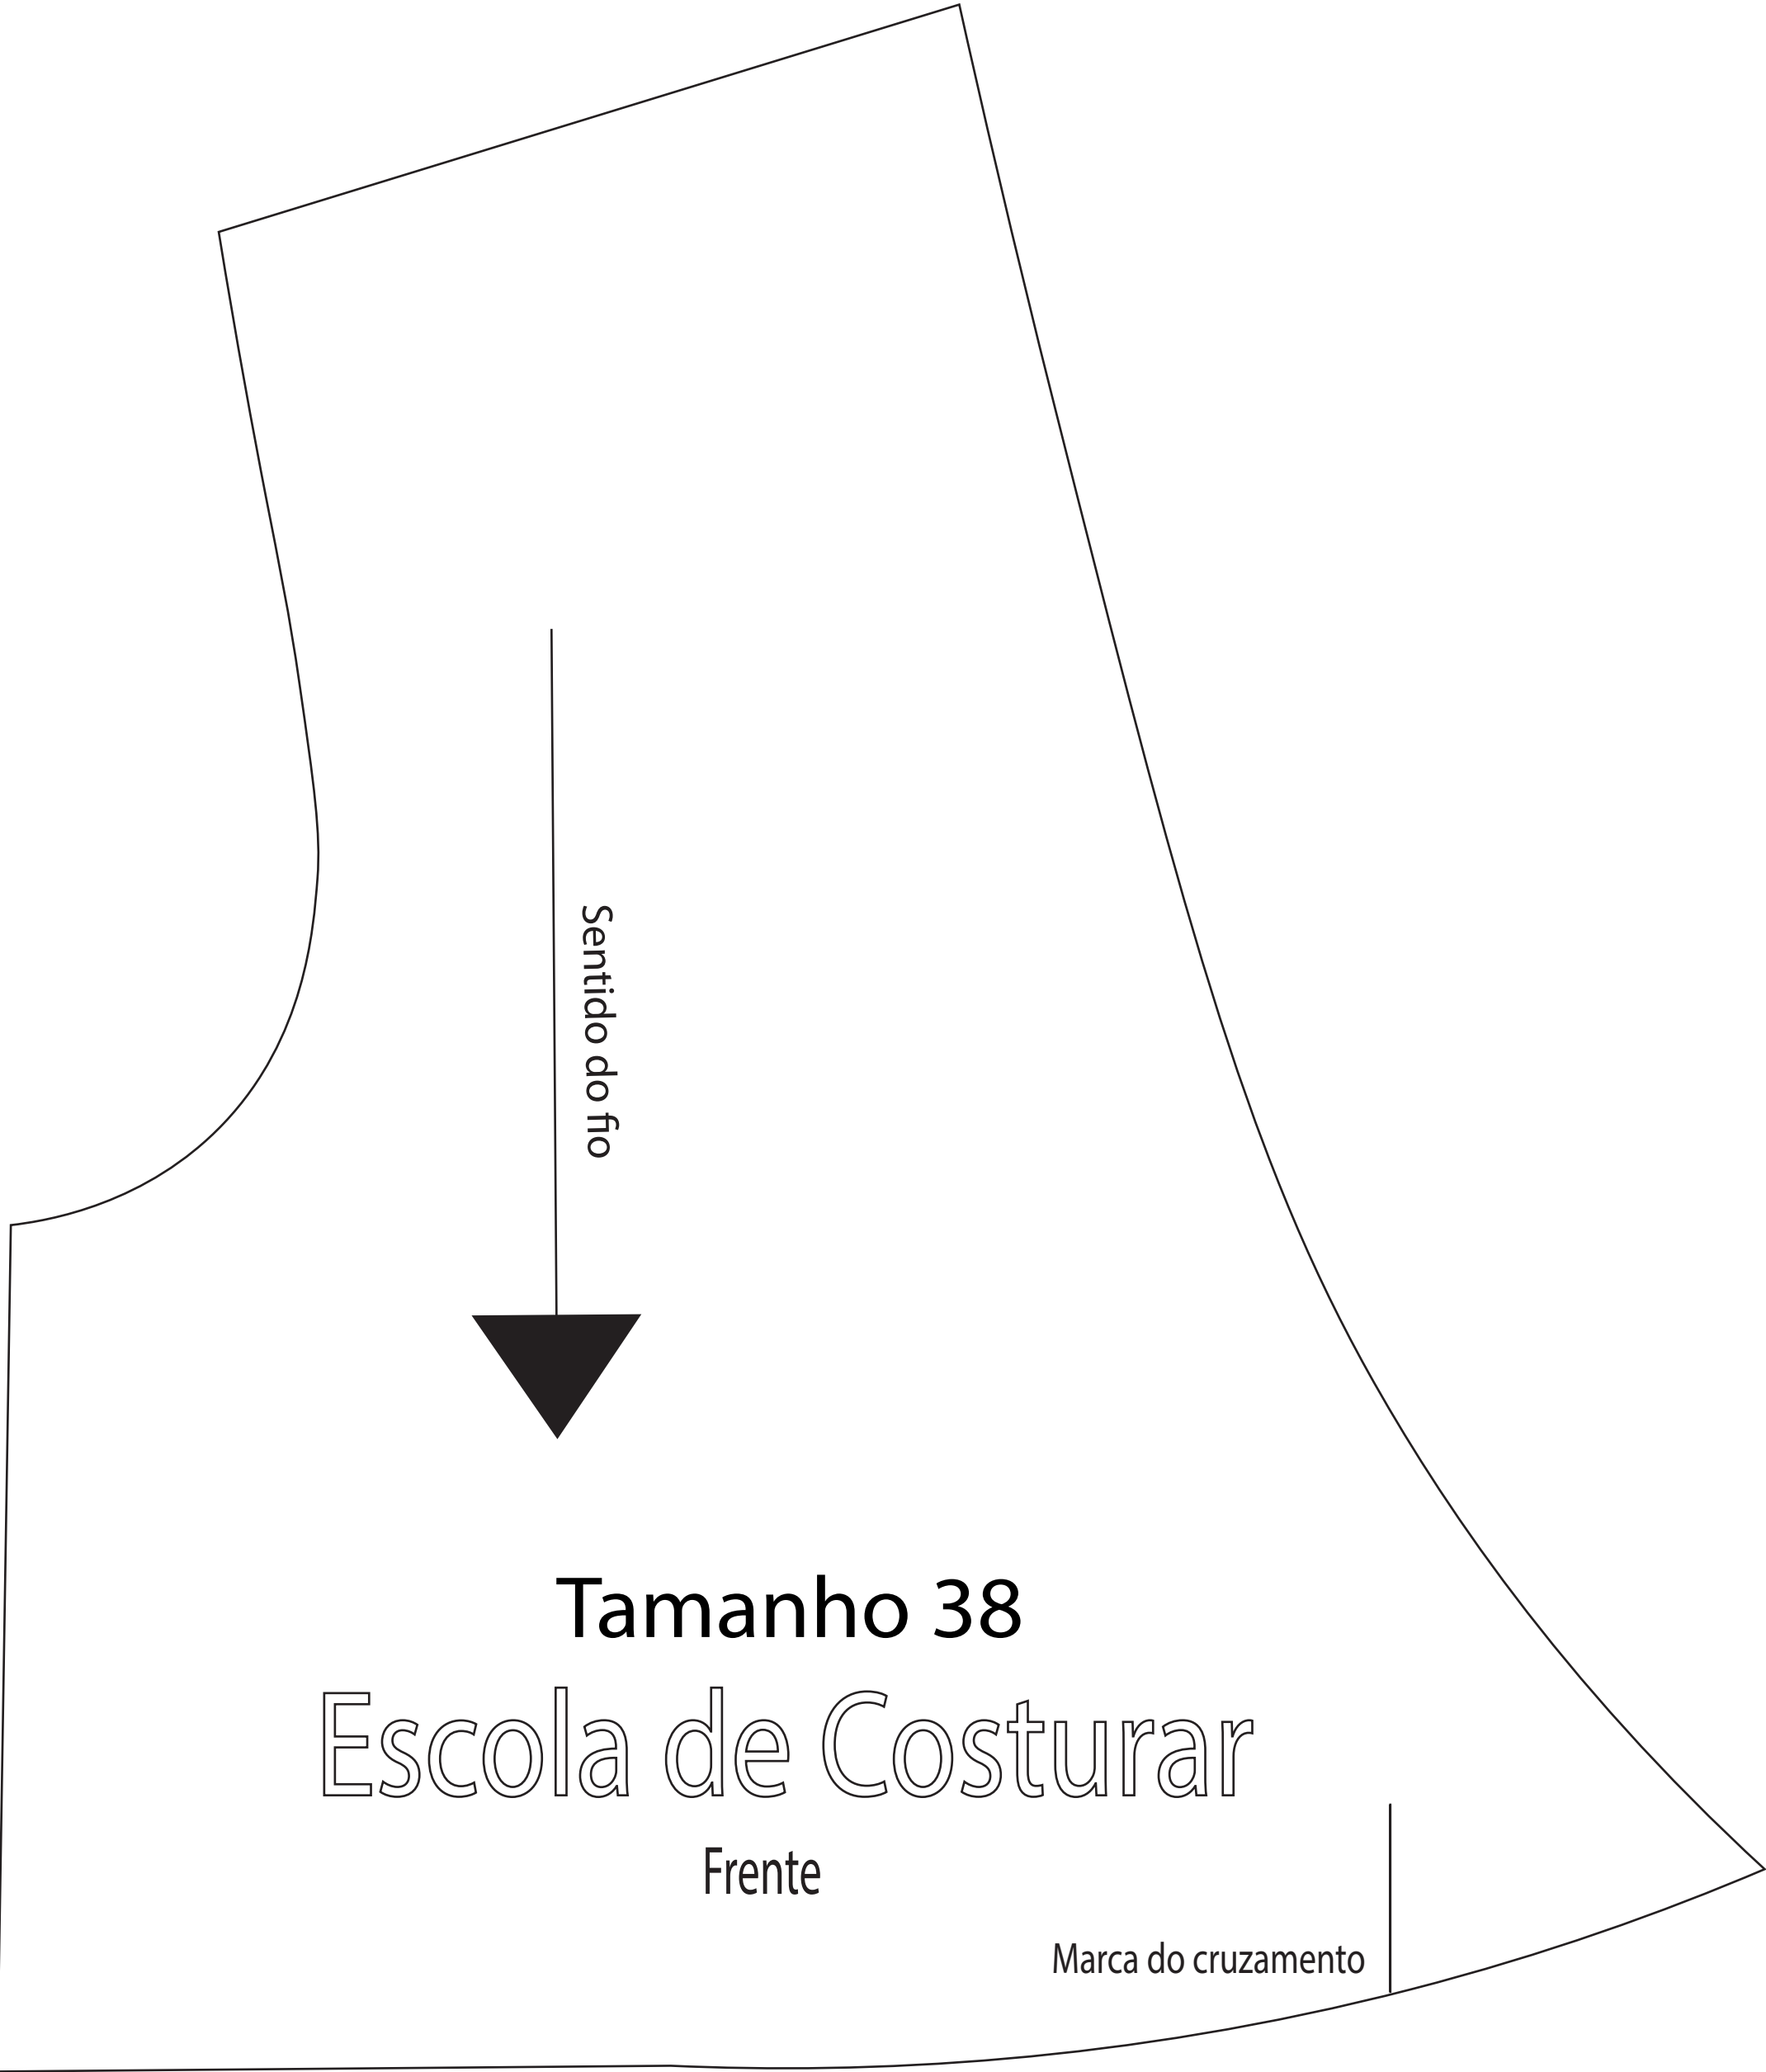 Sentido do fio
Tamanho 38
Escola de Costurar
Frente
Marca do cruzamento